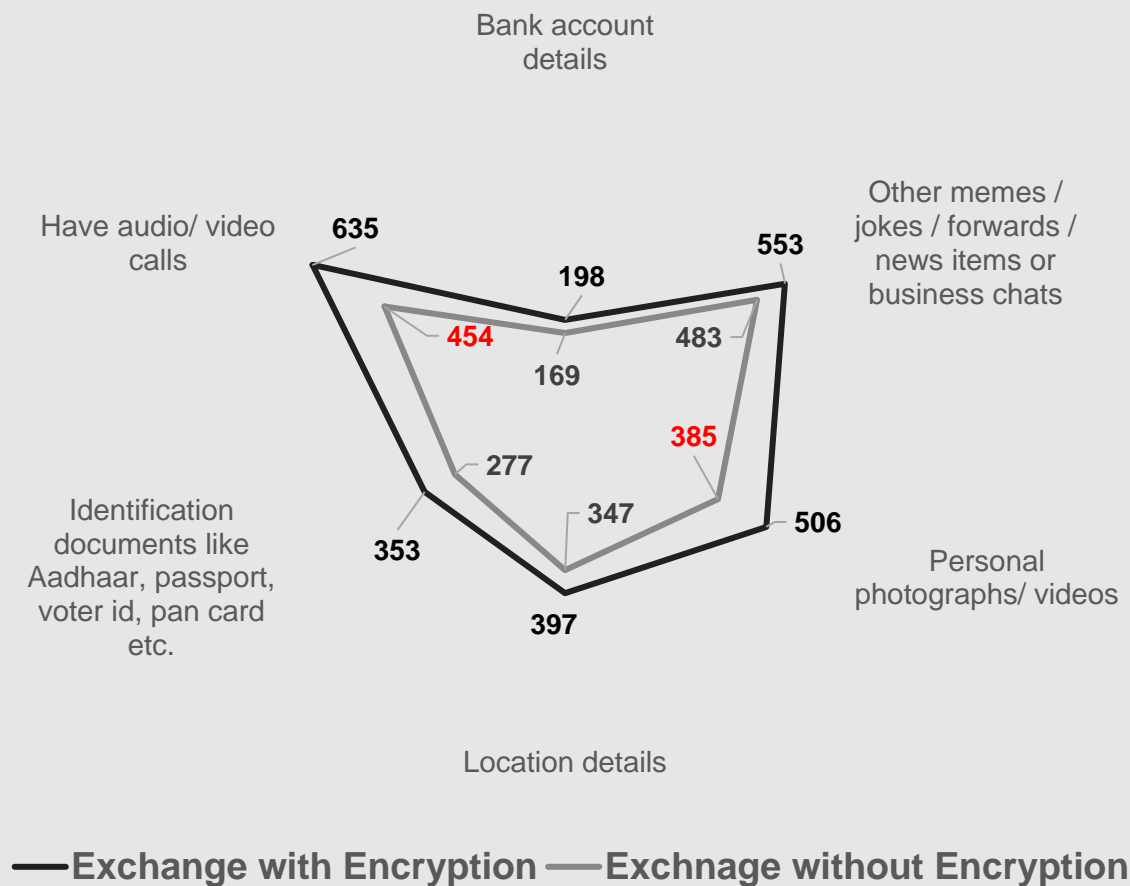 Bank account
details
Other memes /
jokes / forwards /
news items or
business chats
Have audio/ video
calls
635
553
198
454
483
169
385
277
347
506
353
397
Identification
documents like
Aadhaar, passport,
voter id, pan card
etc.
Personal
photographs/ videos
Location details
Exchange with Encryption
Exchnage without Encryption